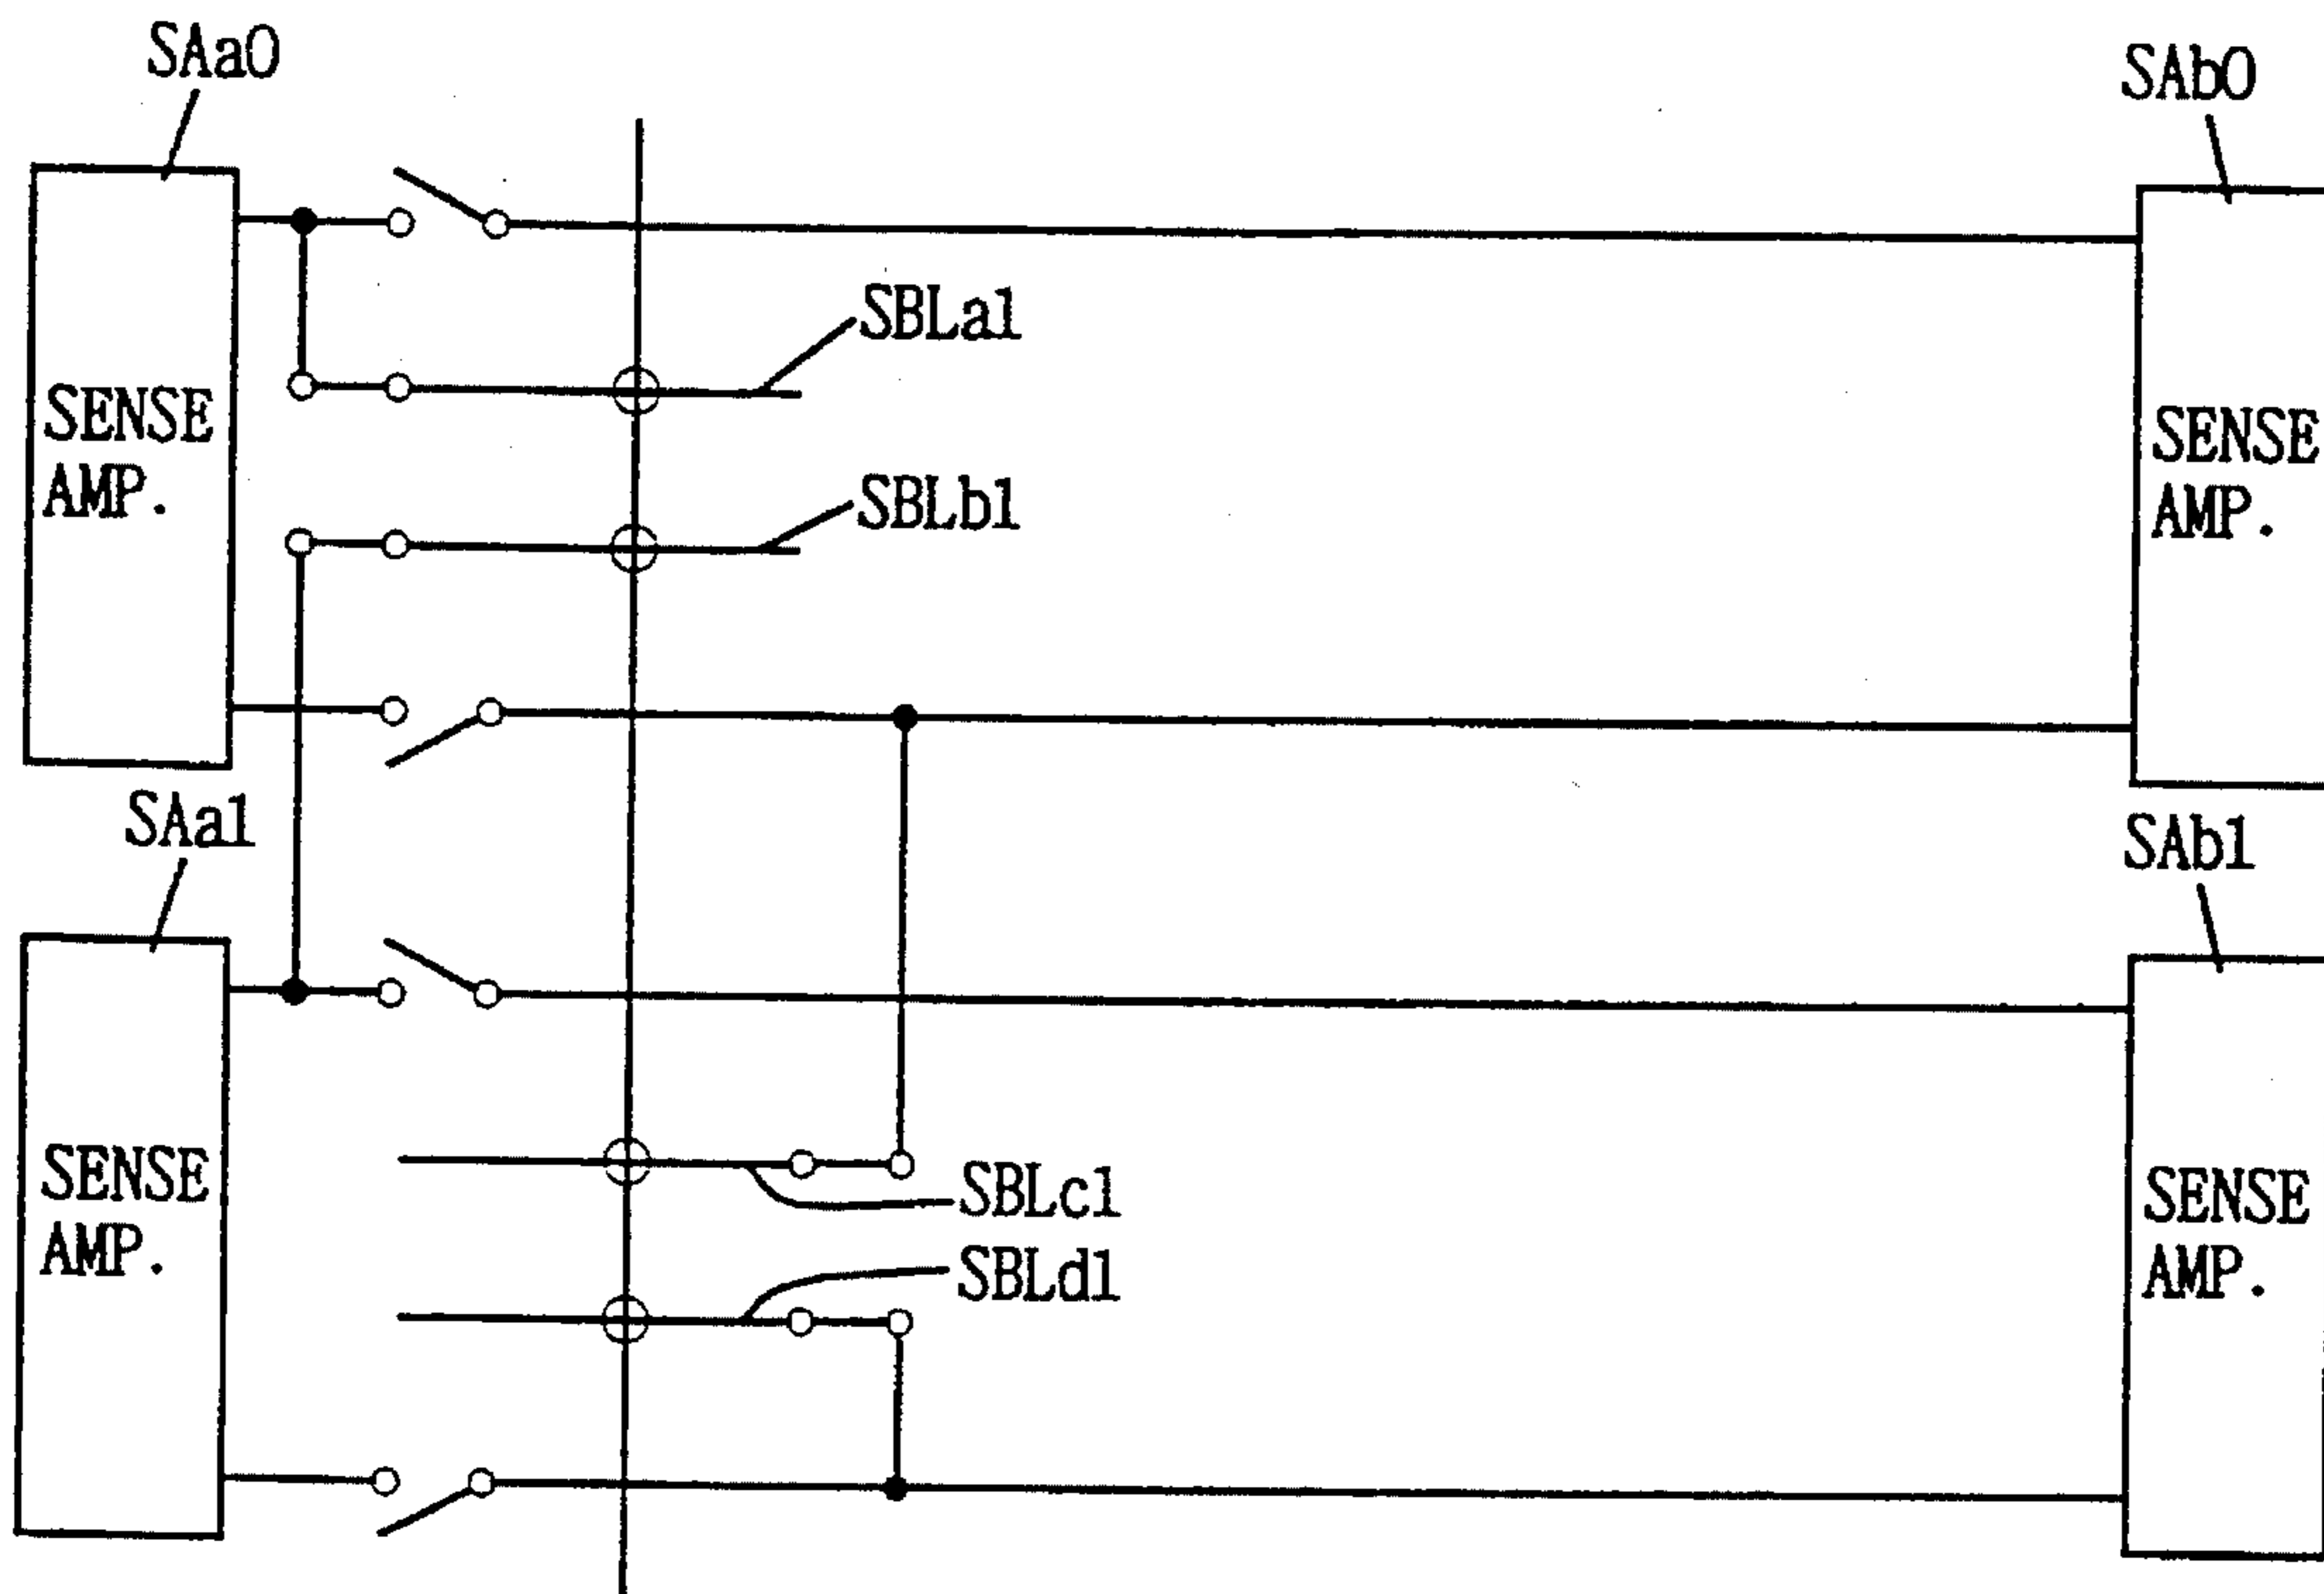 SAa0
SAb0
SBLa1
SENSE
AMP.
SENSE
AMP.
SBLb1
SAa1
SAb1
SENSE
AMP.
SBLc1
SENSE
AMP.
SBLd1